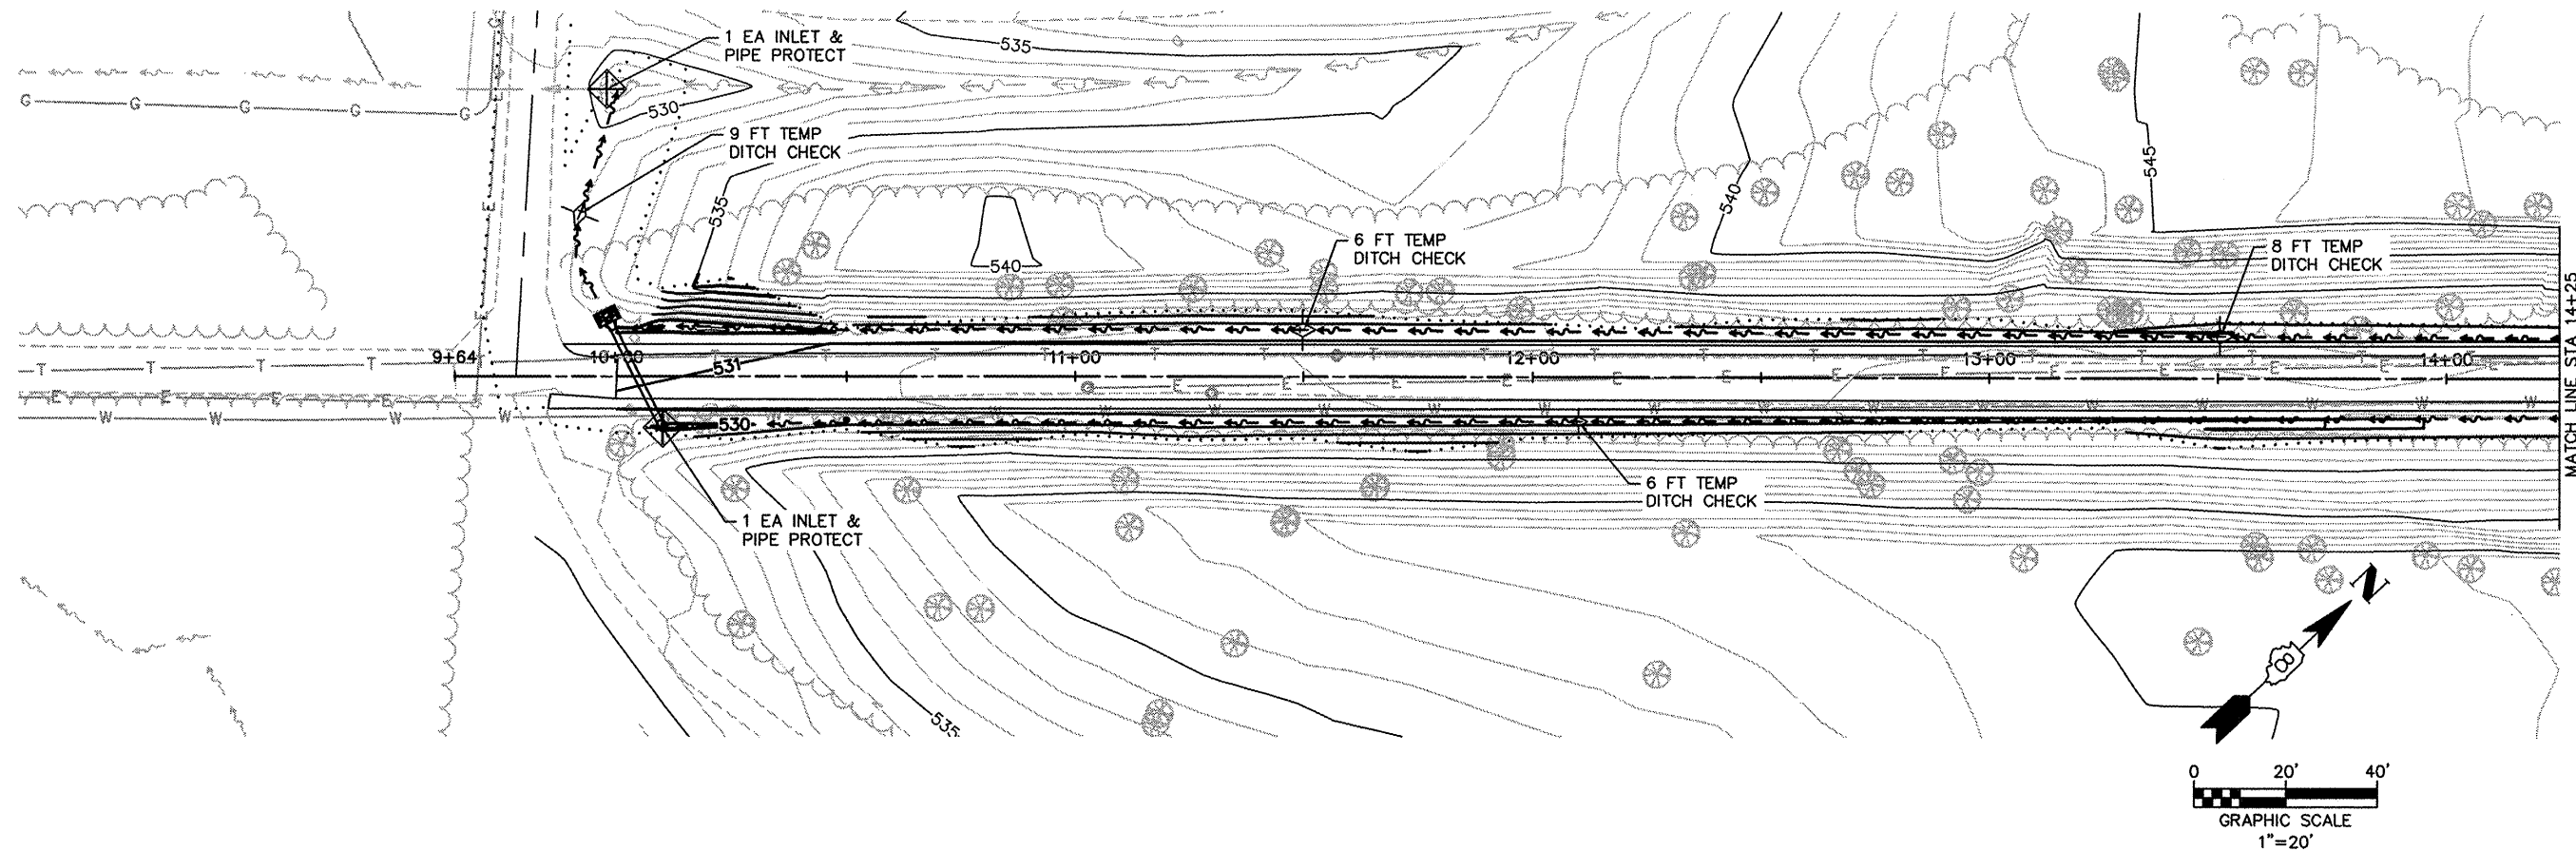 1 EA INLET &
PIPE PROTECT
535
G G G G G
G
530
9 FT TEMP
DITCH CHECK
535
540
545
540
6 FT TEMP
DITCH CHECK
8 FT TEMP
DITCH CHECK
9+64
10+00
11+00
12+00
13+00
14+00
MATCH LINE STA 14+25
531
T T T T
E E E E
W W W W W
530
6 FT TEMP
DITCH CHECK
1 EA INLET &
PIPE PROTECT
535
N
8
0 20' 40'
GRAPHIC SCALE
1"=20'